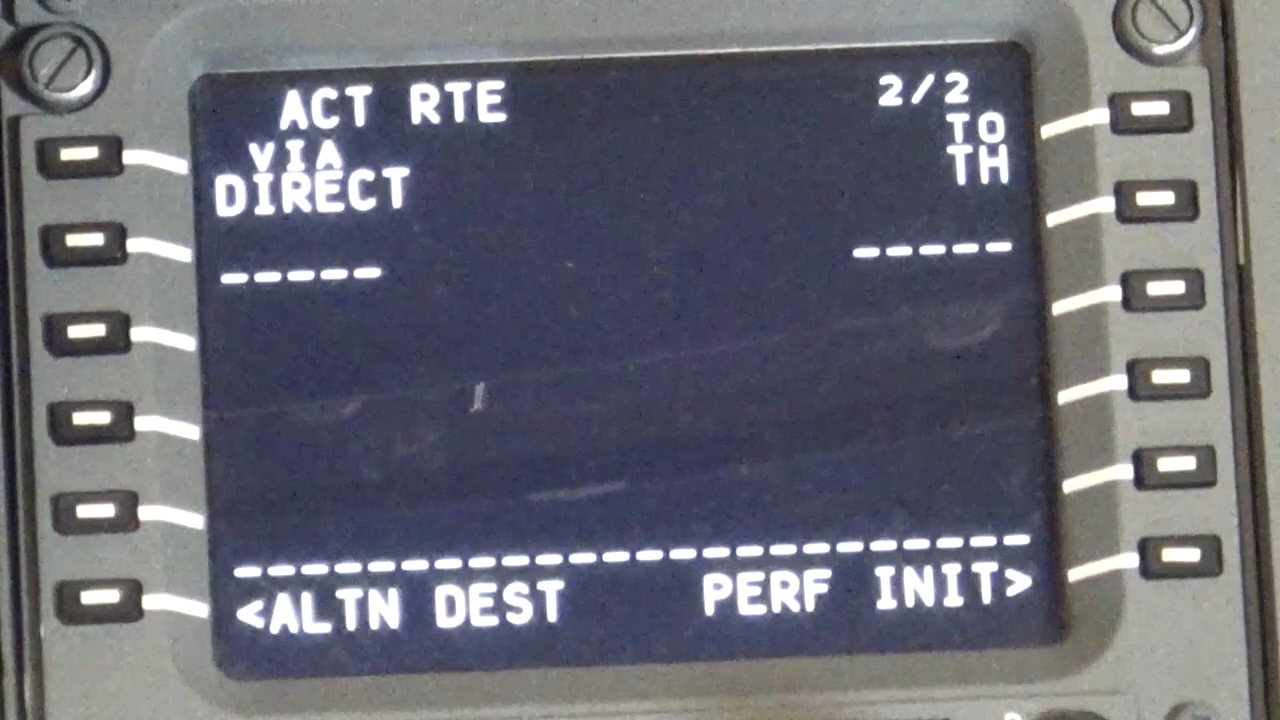 ACT RTE 2/2
VIA TO
DIRECT TH
----- -----
------------------------
<ALTN DEST PERF INIT>